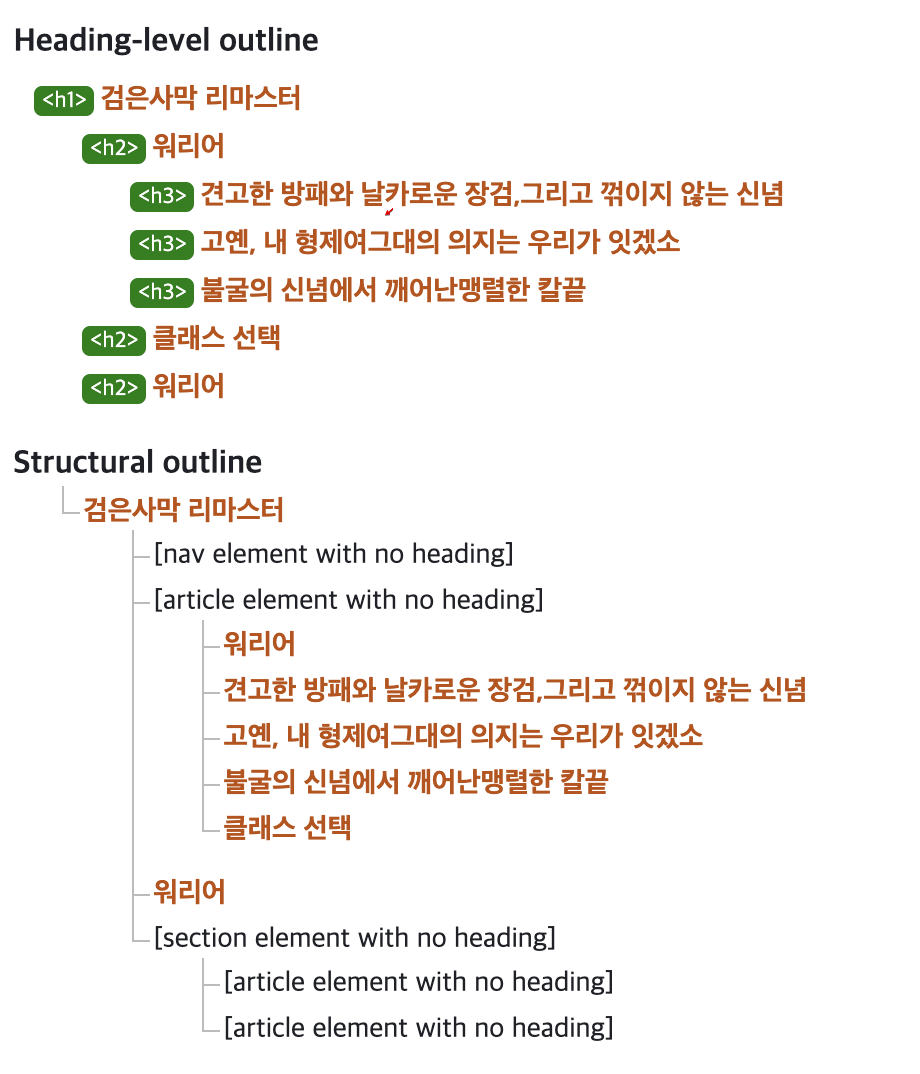 Heading-level outline
<h1> 검은사막 리마스터
<h2> 워리어
<h3> 견고한 방패와 날카로운 장검,그리고 꺾이지 않는 신념
<h3> 고옌, 내 형제여그대의 의지는 우리가 잇겠소
<h3> 불굴의 신념에서 깨어난맹렬한 칼끝
<h2> 클래스 선택
<h2> 워리어
Structural outline
검은사막 리마스터
[nav element with no heading]
[article element with no heading]
워리어
견고한 방패와 날카로운 장검,그리고 꺾이지 않는 신념
고옌, 내 형제여그대의 의지는 우리가 잇겠소
불굴의 신념에서 깨어난맹렬한 칼끝
클래스 선택
워리어
[section element with no heading]
[article element with no heading]
[article element with no heading]